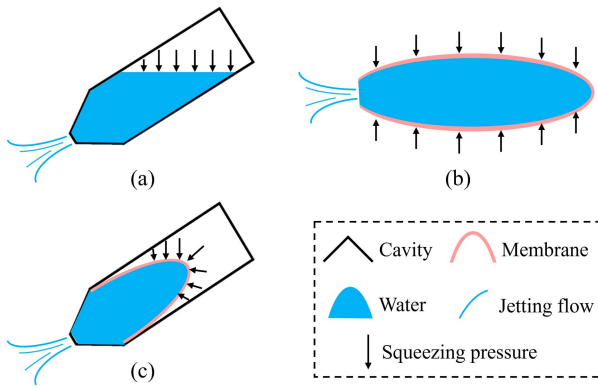 (a)
(b)
(c)
Cavity
Membrane
Water
Jetting flow
Squeezing pressure